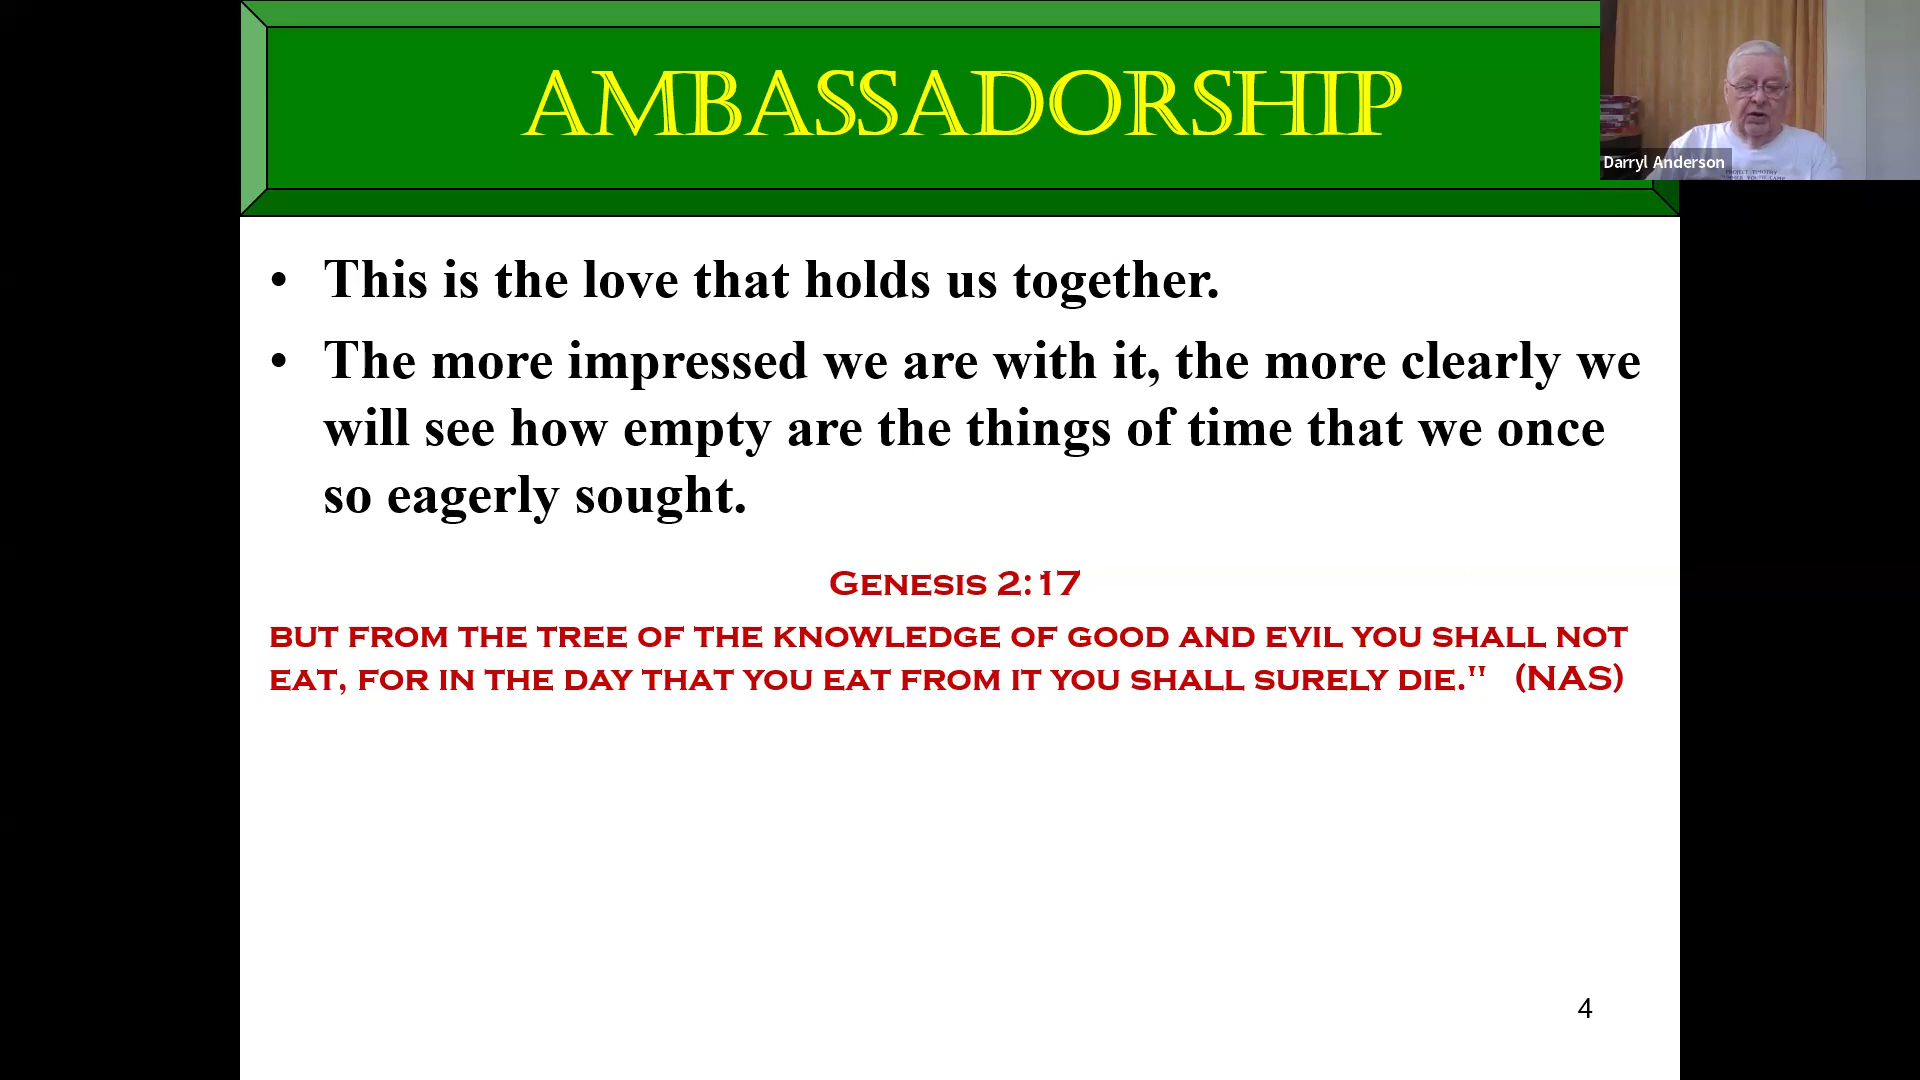 AMBASSADORSHIP
Darryl Anderson
PROJECT TIMOTHY
• This is the love that holds us together.
• The more impressed we are with it, the more clearly we
will see how empty are the things of time that we once
so eagerly sought.
Genesis 2:17
but from the tree of the knowledge of good and evil you shall not
eat, for in the day that you eat from it you shall surely die." (NAS)
4